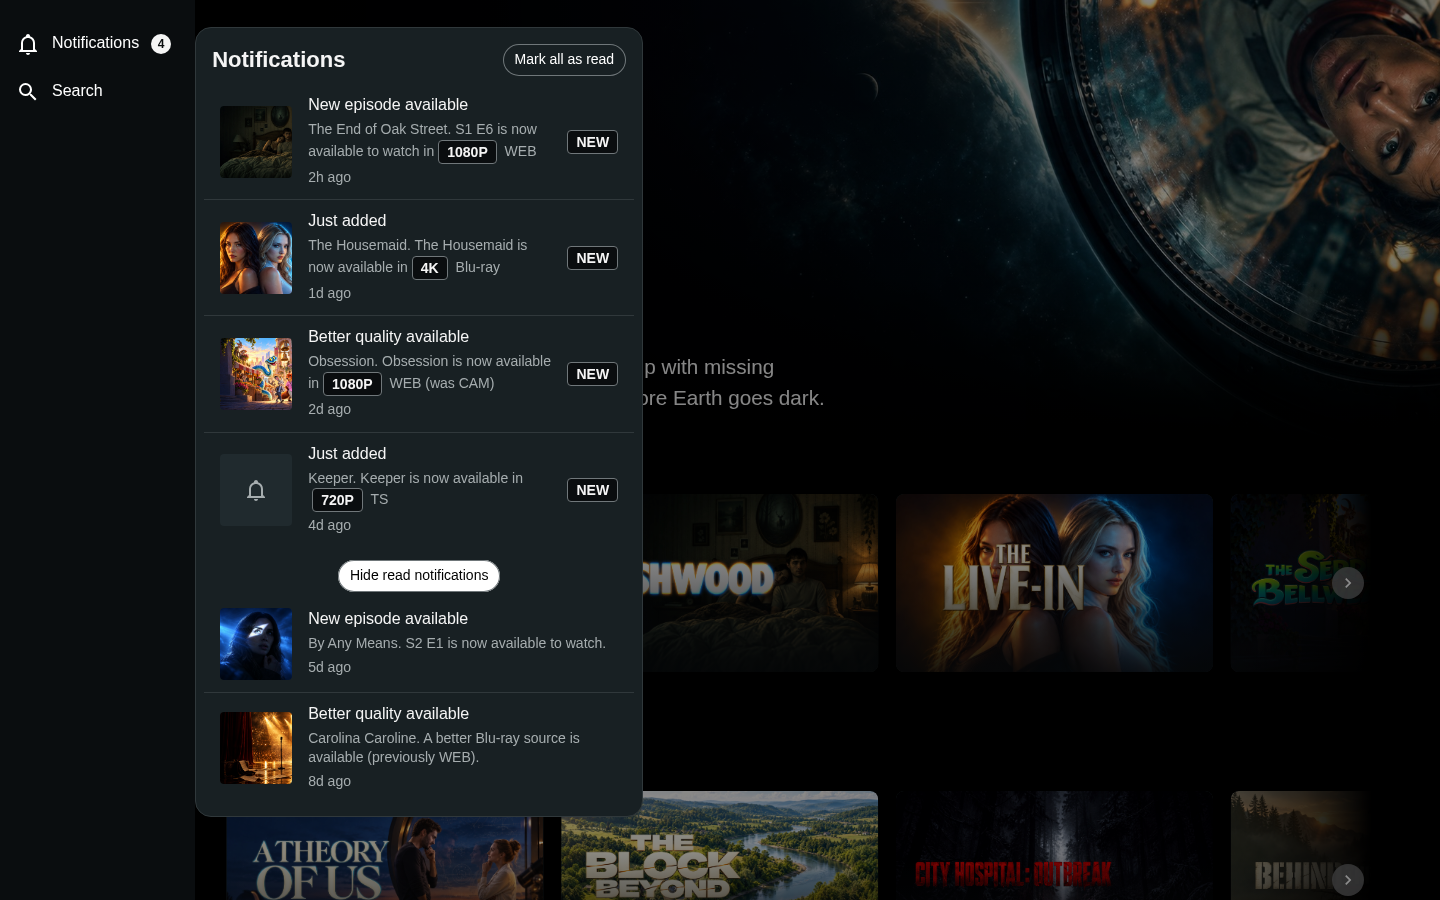 Notifications 4
Search
Notifications
Mark all as read
New episode available
The End of Oak Street. S1 E6 is now
available to watch in 1080P WEB
2h ago
NEW
Just added
The Housemaid. The Housemaid is
now available in 4K Blu-ray
1d ago
NEW
Better quality available
Obsession. Obsession is now available
in 1080P WEB (was CAM)
2d ago
NEW
Just added
Keeper. Keeper is now available in
720P TS
4d ago
NEW
Hide read notifications
New episode available
By Any Means. S2 E1 is now available to watch.
5d ago
Better quality available
Carolina Caroline. A better Blu-ray source is
available (previously WEB).
8d ago
p with missing
ore Earth goes dark.
SHWOOD
THE
LIVE-IN
THE
A THEORY
OF US
THE
BLOCK
BEYOND
CITY HOSPITAL: OUTBREAK
BEHIN